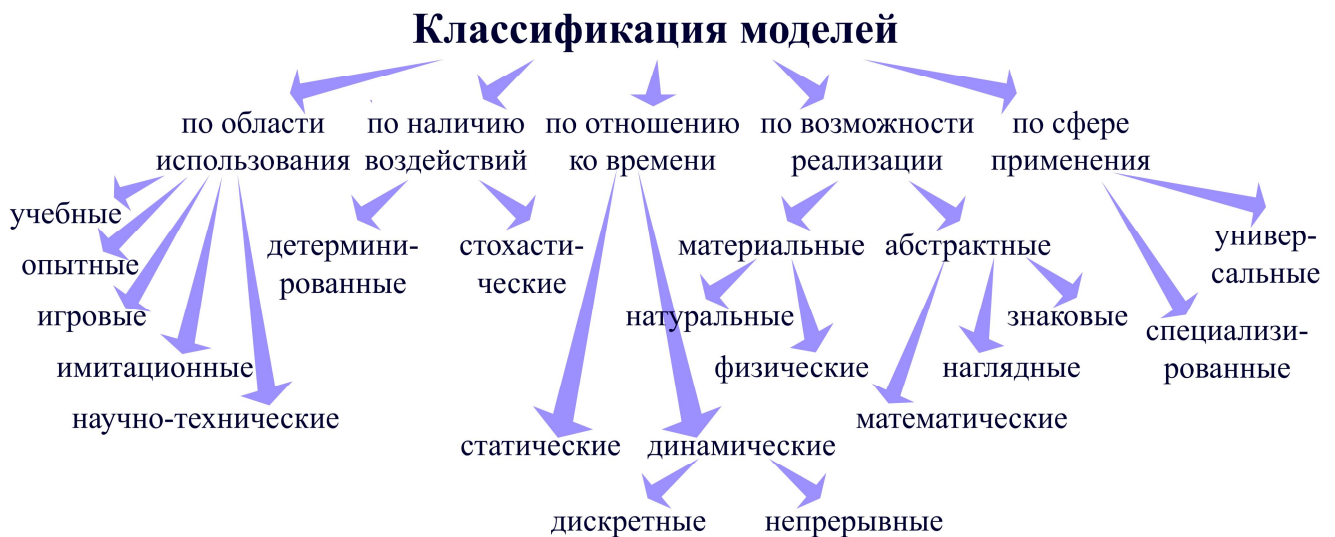 Классификация моделей
по области
использования
по наличию
воздействий
по отношению
ко времени
по возможности
реализации
по сфере
применения
учебные
опытные
игровые
имитационные
научно-технические
детермини-
рованные
стохасти-
ческие
статические
динамические
дискретные
непрерывные
материальные
натуральные
физические
абстрактные
знаковые
наглядные
математические
универ-
сальные
специализи-
рованные